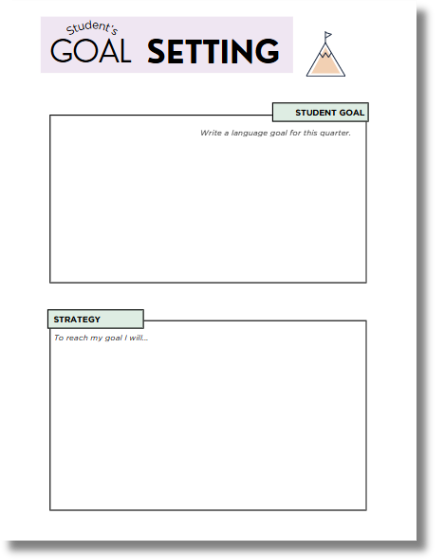 Student's
GOAL SETTING
STUDENT GOAL
Write a language goal for this quarter.
STRATEGY
To reach my goal I will...